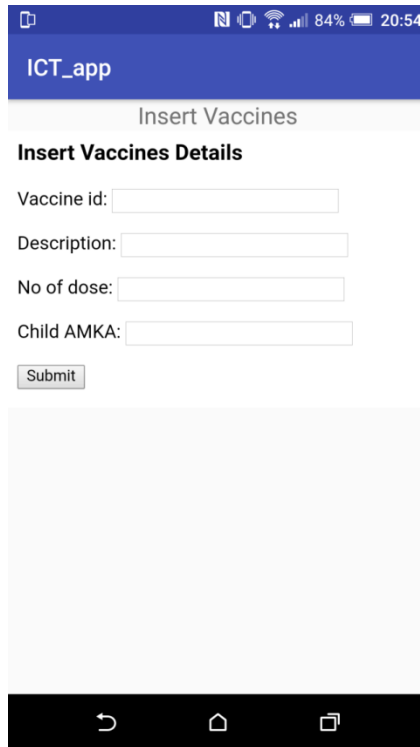 84% 20:54
ICT_app
Insert Vaccines
Insert Vaccines Details
Vaccine id:
Description:
No of dose:
Child AMKA:
Submit